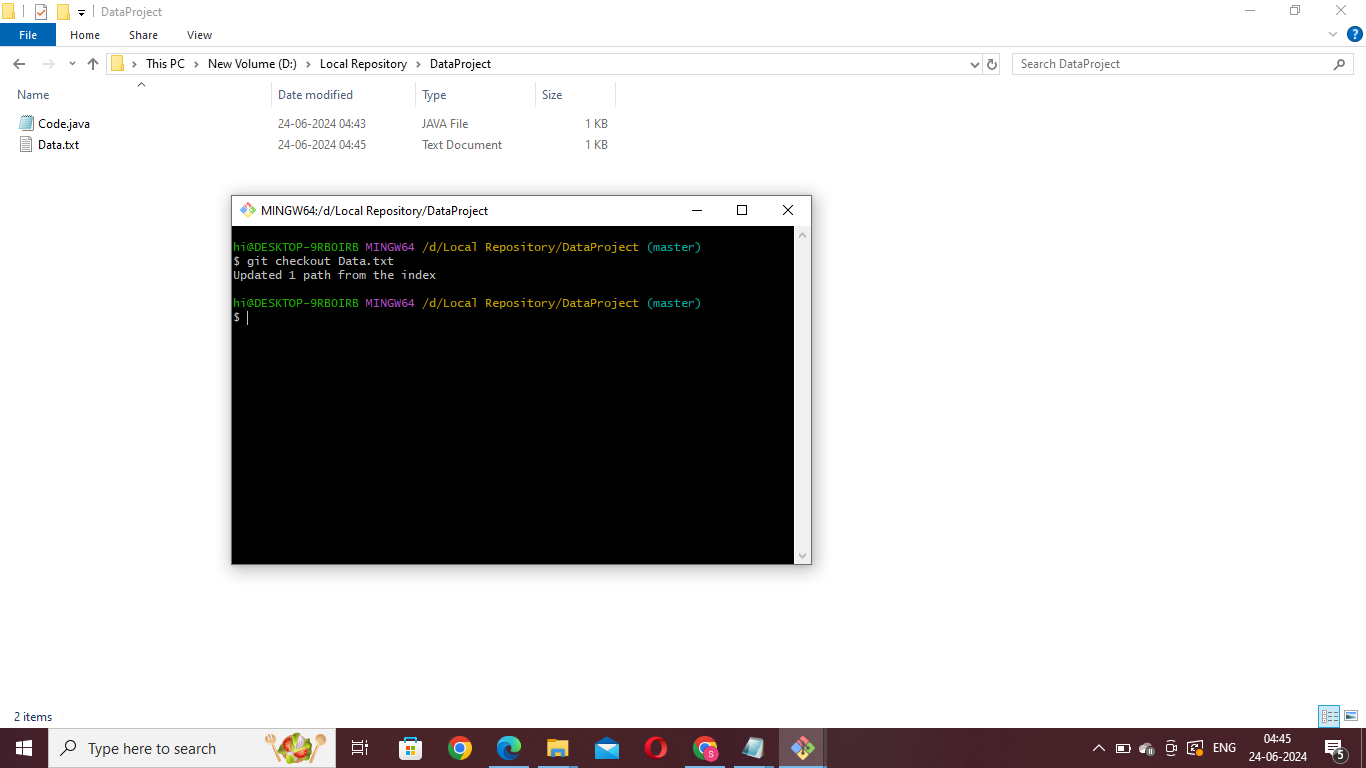 DataProject
File Home Share View
This PC New Volume (D:) Local Repository DataProject Search DataProject
Name Date modified Type Size
Code.java 24-06-2024 04:43 JAVA File 1 KB
Data.txt 24-06-2024 04:45 Text Document 1 KB
MINGW64:/d/Local Repository/DataProject
hi@DESKTOP-9RBOIRB MINGW64 /d/Local Repository/DataProject (master)
$ git checkout Data.txt
Updated 1 path from the index
hi@DESKTOP-9RBOIRB MINGW64 /d/Local Repository/DataProject (master)
$
2 items
Type here to search
S
ENG
04:45
24-06-2024
5